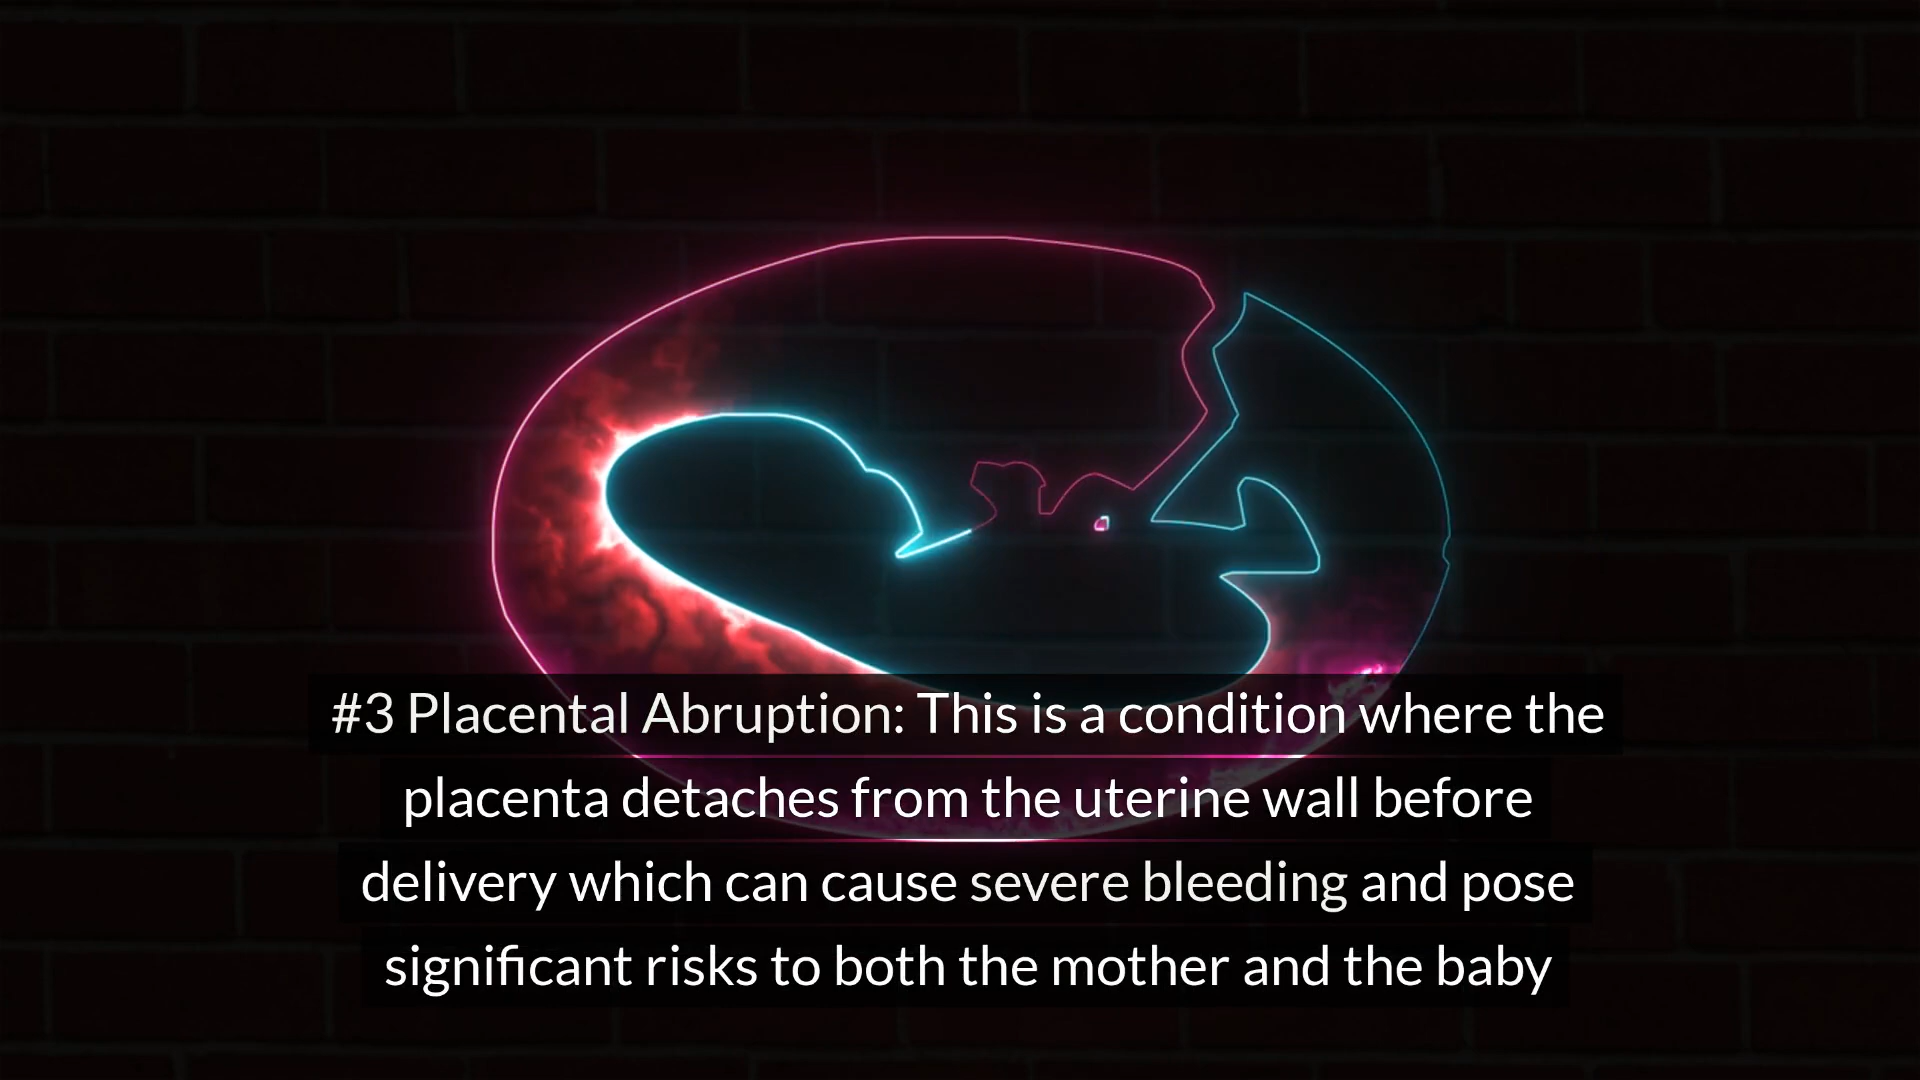 #3 Placental Abruption: This is a condition where the
placenta detaches from the uterine wall before
delivery which can cause severe bleeding and pose
significant risks to both the mother and the baby